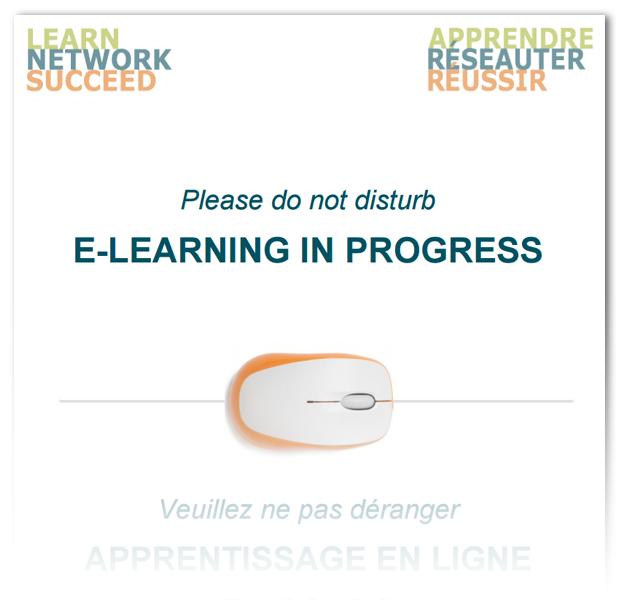 LEARN
NETWORK
SUCCEED
APPRENDRE
RÉSEAUTER
RÉUSSIR
Please do not disturb
E-LEARNING IN PROGRESS
Veuillez ne pas déranger
APPRENTISSAGE EN LIGNE